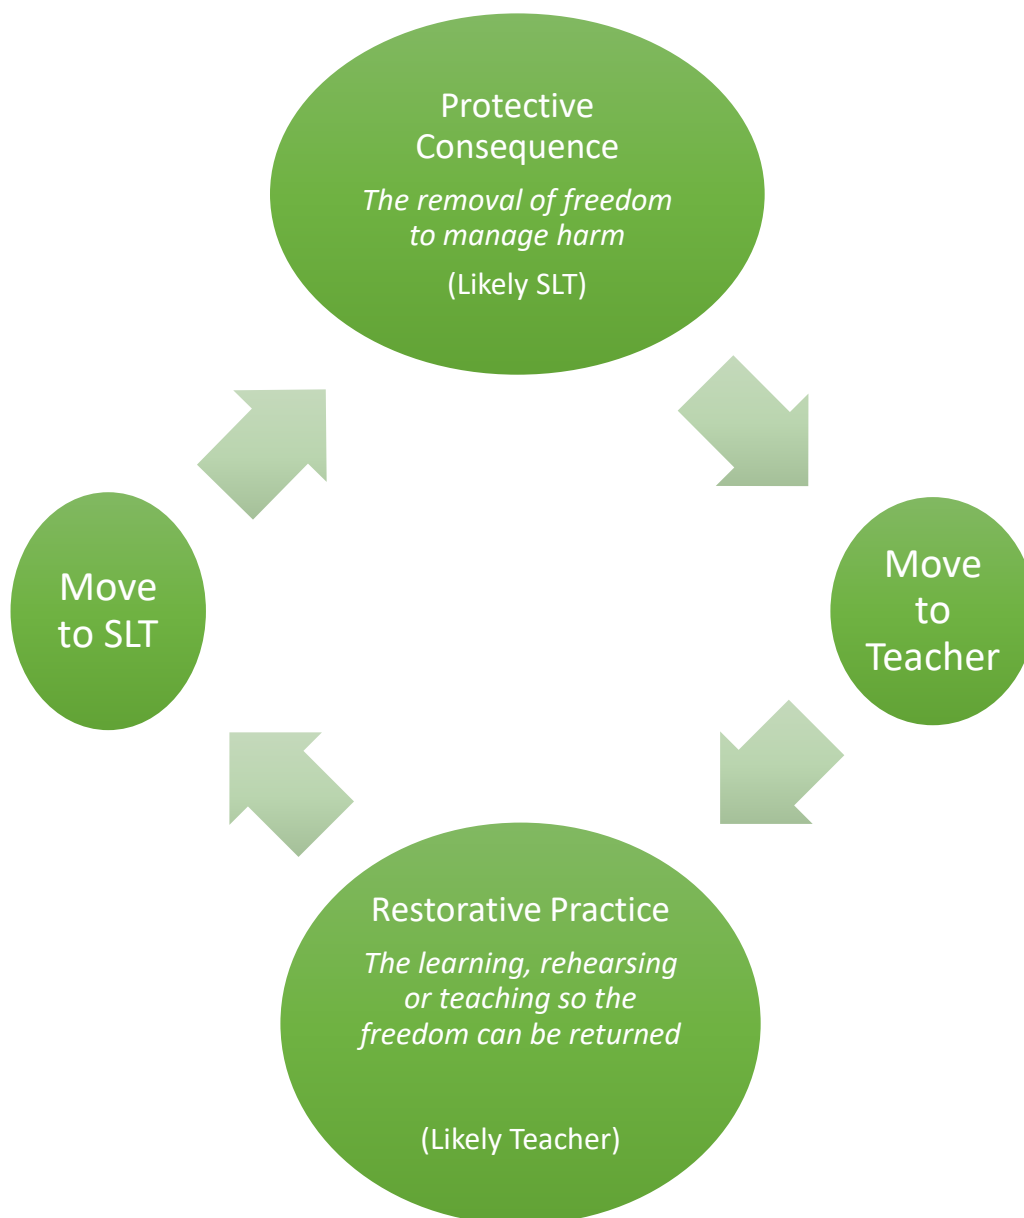 Protective
Consequence
The removal of freedom
to manage harm
(Likely SLT)
Move
to
Teacher
Restorative Practice
The learning, rehearsing
or teaching so the
freedom can be returned
(Likely Teacher)
Move
to SLT